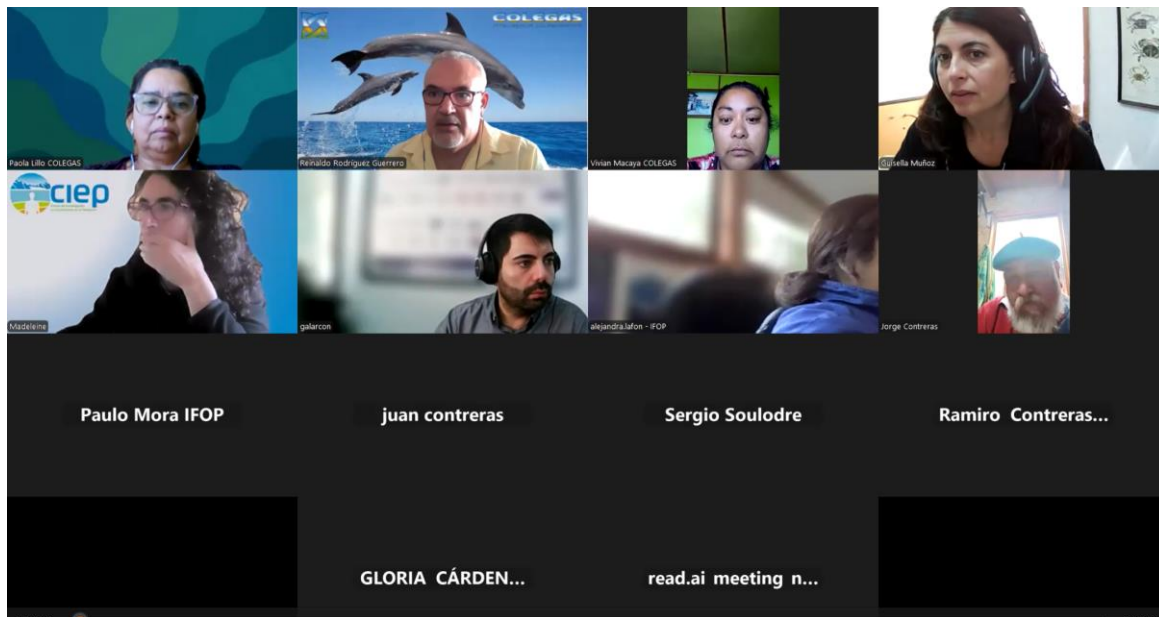 COLEGAS
Paola Lillo COLEGAS
Reinaldo Rodríguez Guerrero
Vivian Macaya COLEGAS
Guisella Muñoz
ciep
Madeleine
galarcon
alejandra.lafon - IFOP
Jorge Contreras
Paulo Mora IFOP
juan contreras
Sergio Soulodre
Ramiro Contreras...
GLORIA CÁRDEN...
read.ai meeting n...